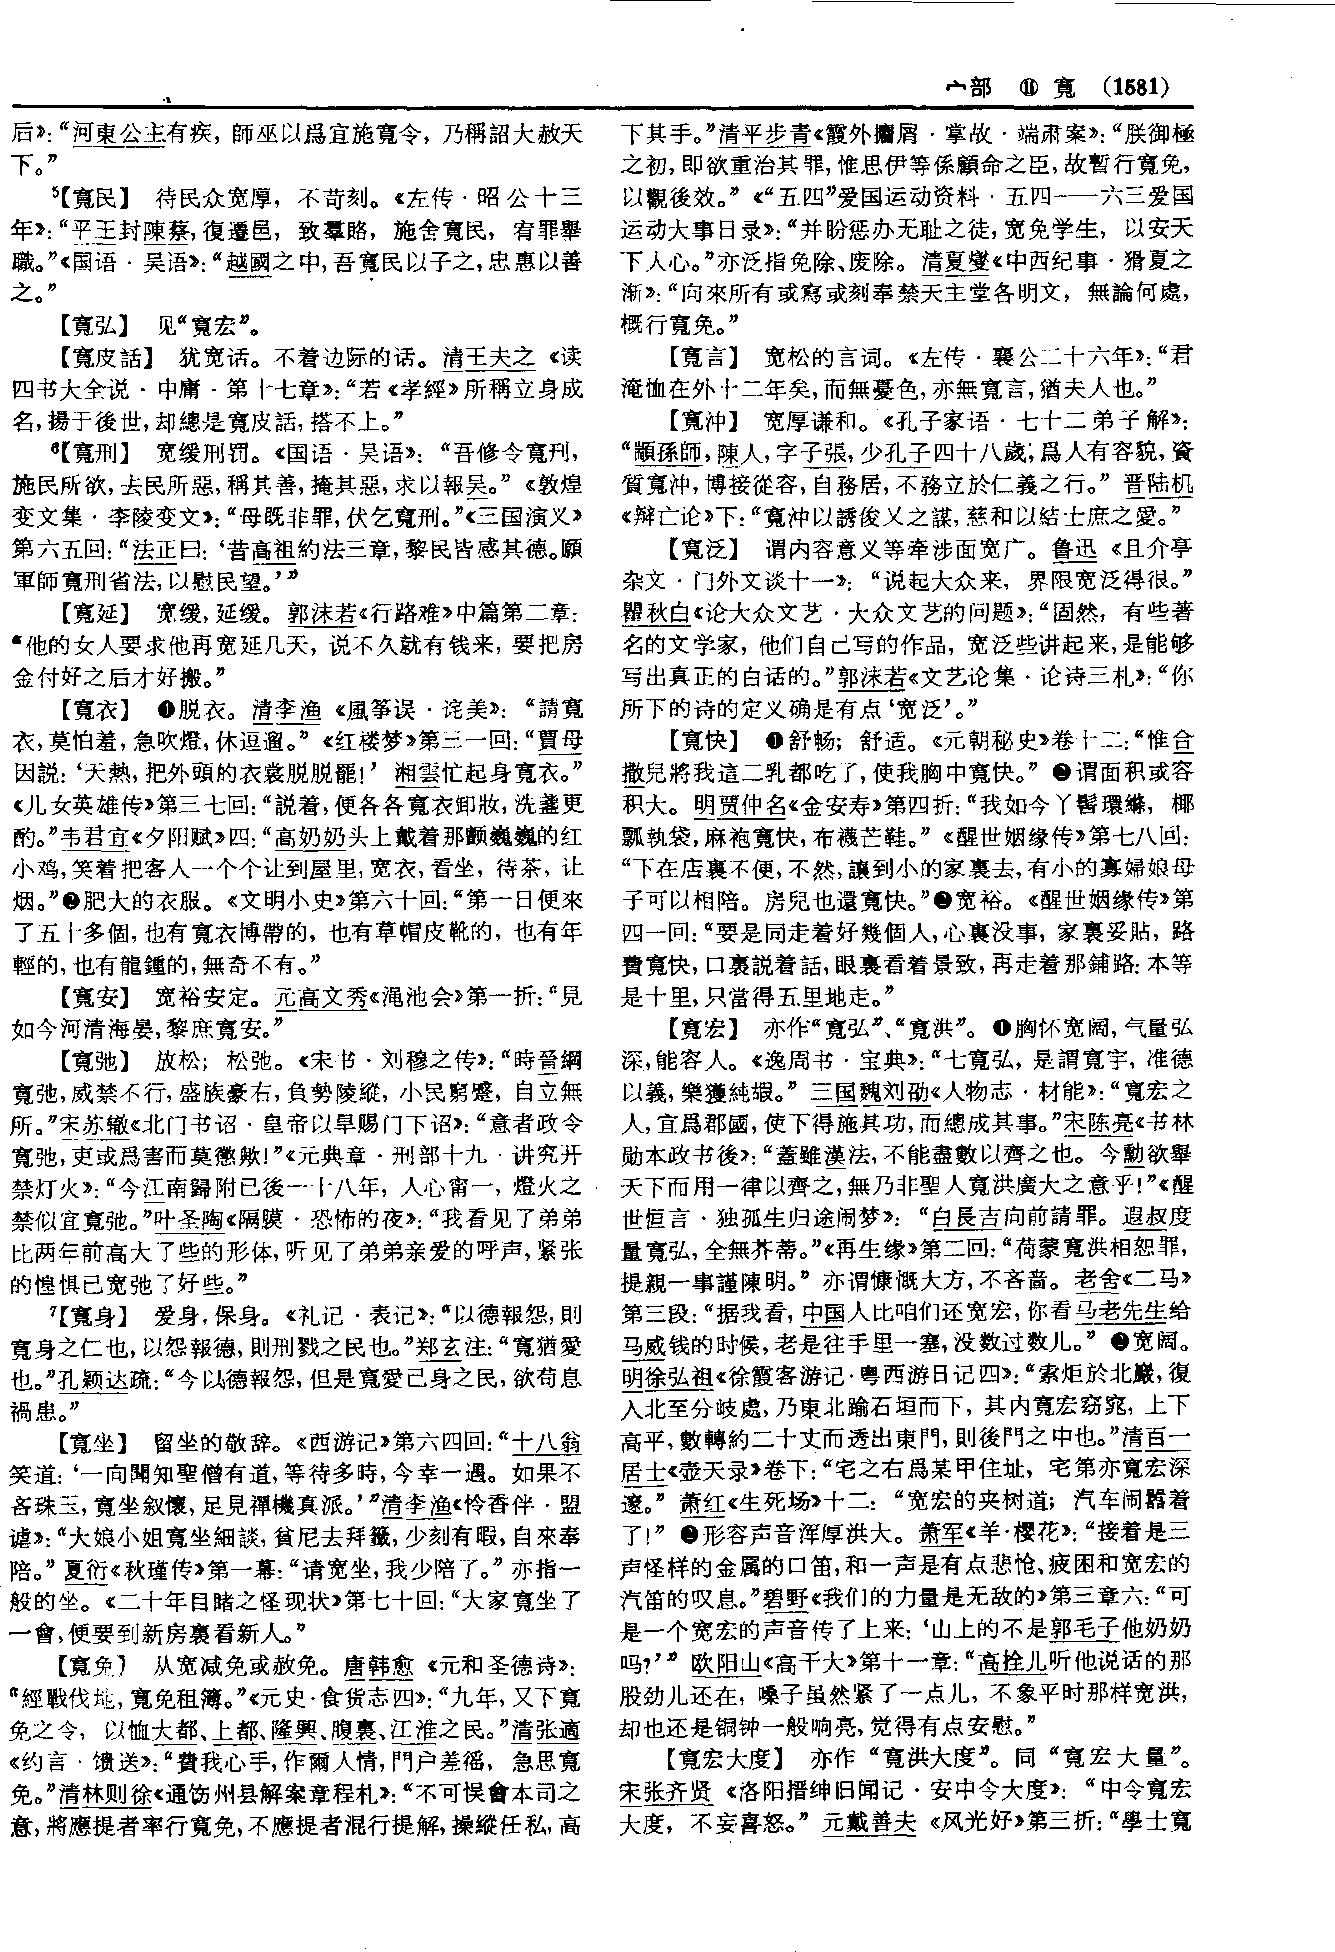 宀部 ⑪ 寬 （1581）
后》：“河東公主有疾，師巫以爲宜施寬令，乃稱詔大赦天
下。”
⁵【寬民】 待民众宽厚，不苛刻。《左传·昭公十三
年》：“平王封陳蔡，復遷邑，致羣賂，施舍寬民，宥罪舉
職。”《国语·吴语》：“越國之中，吾寬民以子之，忠惠以善
之。”
【寬弘】 见“寬宏”。
【寬皮話】 犹宽话。不着边际的话。清王夫之《读
四书大全说·中庸·第十七章》：“若《孝經》所稱立身成
名，揚于後世，却總是寬皮話，搭不上。”
⁶【寬刑】 宽缓刑罚。《国语·吴语》：“吾修令寬刑，
施民所欲，去民所惡，稱其善，掩其惡，求以報吴。”《敦煌
变文集·李陵变文》：“母既非罪，伏乞寬刑。”《三国演义》
第六五回：“法正曰：‘昔高祖約法三章，黎民皆感其德。願
軍師寬刑省法，以慰民望。’”
【寬延】 宽缓，延缓。郭沫若《行路难》中篇第二章：
“他的女人要求他再宽延几天，说不久就有钱来，要把房
金付好之后才好搬。”
【寬衣】 ❶脱衣。清李渔《風筝误·诧美》：“請寬
衣，莫怕羞，急吹燈，休逗遛。”《红楼梦》第三一回：“賈母
因説：‘天熱，把外頭的衣裳脱脱罷！’湘雲忙起身寬衣。”
《儿女英雄传》第三七回：“説着，便各各寬衣卸妝，洗盞更
酌。”韦君宜《夕阳赋》四：“高奶奶头上戴着那颤巍巍的红
小鸡，笑着把客人一个个让到屋里，宽衣，看坐，待茶，让
烟。”❷肥大的衣服。《文明小史》第六十回：“第一日便來
了五十多個，也有寬衣博帶的，也有草帽皮靴的，也有年
輕的，也有龍鍾的，無奇不有。”
【寬安】 宽裕安定。元高文秀《渑池会》第一折：“見
如今河清海晏，黎庶寬安。”
【寬弛】 放松；松弛。《宋书·刘穆之传》：“時晉綱
寬弛，威禁不行，盛族豪右，負勢陵縱，小民窮蹙，自立無
所。”宋苏辙《北门书诏·皇帝以旱赐门下诏》：“意者政令
寬弛，吏或爲害而莫懲歟！”《元典章·刑部十九·讲究开
禁灯火》：“今江南歸附已後一十八年，人心甯一，燈火之
禁似宜寬弛。”叶圣陶《隔膜·恐怖的夜》：“我看见了弟弟
比两年前高大了些的形体，听见了弟弟亲爱的呼声，紧张
的惶惧已宽弛了好些。”
⁷【寬身】 爱身，保身。《礼记·表记》：“以德報怨，則
寬身之仁也，以怨報德，則刑戮之民也。”郑玄注：“寬猶愛
也。”孔颖达疏：“今以德報怨，但是寬愛己身之民，欲苟息
禍患。”
【寬坐】 留坐的敬辞。《西游记》第六四回：“十八翁
笑道：‘一向聞知聖僧有道，等待多時，今幸一遇。如果不
吝珠玉，寬坐叙懷，足見禪機真派。’”清李渔《怜香伴·盟
谑》：“大娘小姐寬坐細談，貧尼去拜籤，少刻有暇，自來奉
陪。”夏衍《秋瑾传》第一幕：“请宽坐，我少陪了。”亦指一
般的坐。《二十年目睹之怪现状》第七十回：“大家寬坐了
一會，便要到新房裏看新人。”
【寬免】 从宽减免或赦免。唐韩愈《元和圣德诗》：
“經戰伐地，寬免租簿。”《元史·食货志四》：“九年，又下寬
免之令，以恤大都、上都、隆興、腹裏、江淮之民。”清张適
《约言·馈送》：“費我心手，作爾人情，門户差徭，急思寬
免。”清林则徐《通饬州县解案章程札》：“不可悮會本司之
意，將應提者率行寬免，不應提者混行提解，操縱任私，高
下其手。”清平步青《霞外攟屑·掌故·端肃案》：“朕御極
之初，即欲重治其罪，惟思伊等係顧命之臣，故暫行寬免，
以觀後效。”《“五四”爱国运动资料·五四——六三爱国
运动大事日录》：“并盼惩办无耻之徒，宽免学生，以安天
下人心。”亦泛指免除、废除。清夏燮《中西纪事·猾夏之
渐》：“向來所有或寫或刻奉禁天主堂各明文，無論何處，
概行寬免。”
【寬言】 宽松的言词。《左传·襄公二十六年》：“君
淹恤在外十二年矣，而無憂色，亦無寬言，猶夫人也。”
【寬沖】 宽厚谦和。《孔子家语·七十二弟子解》：
“顓孫師，陳人，字子張，少孔子四十八歲；爲人有容貌，資
質寬沖，博接從容，自務居，不務立於仁義之行。”晋陆机
《辩亡论》下：“寬沖以誘俊乂之謀，慈和以結士庶之愛。”
【寬泛】 谓内容意义等牵涉面宽广。鲁迅《且介亭
杂文·门外文谈十一》：“说起大众来，界限宽泛得很。”
瞿秋白《论大众文艺·大众文艺的问题》：“固然，有些著
名的文学家，他们自己写的作品，宽泛些讲起来，是能够
写出真正的白话的。”郭沫若《文艺论集·论诗三札》：“你
所下的诗的定义确是有点‘宽泛’。”
【寬快】 ❶舒畅；舒适。《元朝秘史》卷十二：“惟合
撒兒將我這二乳都吃了，使我胸中寬快。”❷谓面积或容
积大。明贾仲名《金安寿》第四折：“我如今丫髻環縧，椰
瓢執袋，麻袍寬快，布襪芒鞋。”《醒世姻缘传》第七八回：
“下在店裏不便，不然，讓到小的家裏去，有小的寡婦娘母
子可以相陪。房兒也還寬快。”❸宽裕。《醒世姻缘传》第
四一回：“要是同走着好幾個人，心裏没事，家裏妥貼，路
費寬快，口裏説着話，眼裏看着景致，再走着那鋪路：本等
是十里，只當得五里地走。”
【寬宏】 亦作“寬弘”、“寬洪”。❶胸怀宽阔，气量弘
深，能容人。《逸周书·宝典》：“七寬弘，是謂寬宇，准德
以義，樂獲純嘏。”三国魏刘劭《人物志·材能》：“寬宏之
人，宜爲郡國，使下得施其功，而總成其事。”宋陈亮《书林
勋本政书後》：“蓋雖漢法，不能盡數以齊之也。今勳欲舉
天下而用一律以齊之，無乃非聖人寬洪廣大之意乎！”《醒
世恒言·独孤生归途闹梦》：“白長吉向前請罪。遐叔度
量寬弘，全無芥蒂。”《再生缘》第二回：“荷蒙寬洪相恕罪，
提親一事謹陳明。”亦谓慷慨大方，不吝啬。老舍《二马》
第三段：“据我看，中国人比咱们还宽宏，你看马老先生给
马威钱的时候，老是往手里一塞，没数过数儿。”❷宽阔。
明徐弘祖《徐霞客游记·粤西游日记四》：“索炬於北巖，復
入北至分岐處，乃東北踰石垣而下，其内寬宏窈窕，上下
高平，數轉約二十丈而透出東門，則後門之中也。”清百一
居士《壶天录》卷下：“宅之右爲某甲住址，宅第亦寬宏深
邃。”萧红《生死场》十二：“宽宏的夹树道；汽车闹嚣着
了！”❸形容声音浑厚洪大。萧军《羊·樱花》：“接着是三
声怪样的金属的口笛，和一声是有点悲怆、疲困和宽宏的
汽笛的叹息。”碧野《我们的力量是无敌的》第三章六：“可
是一个宽宏的声音传了上来：‘山上的不是郭毛子他奶奶
吗？’”欧阳山《高干大》第十一章：“高拴儿听他说话的那
股劲儿还在，嗓子虽然紧了一点儿，不象平时那样宽洪，
却也还是铜钟一般响亮，觉得有点安慰。”
【寬宏大度】 亦作“寬洪大度”。同“寬宏大量”。
宋张齐贤《洛阳搢绅旧闻记·安中令大度》：“中令寬宏
大度，不妄喜怒。”元戴善夫《风光好》第三折：“學士寬